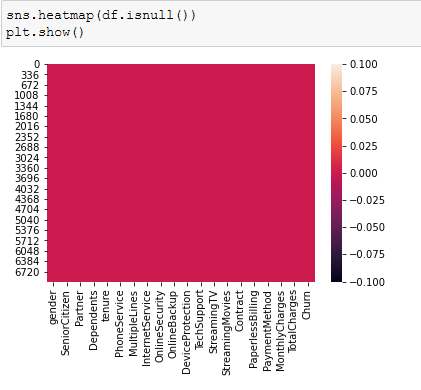 sns.heatmap(df.isnull())
plt.show()
0
336
672
1008
1344
1680
2016
2352
2688
3024
3360
3696
4032
4368
4704
5040
5376
5712
6048
6384
6720
0.100
0.075
0.050
0.025
0.000
−0.025
−0.050
−0.075
−0.100
gender
SeniorCitizen
Partner
Dependents
tenure
PhoneService
MultipleLines
InternetService
OnlineSecurity
OnlineBackup
DeviceProtection
TechSupport
StreamingTV
StreamingMovies
Contract
PaperlessBilling
PaymentMethod
MonthlyCharges
TotalCharges
Churn